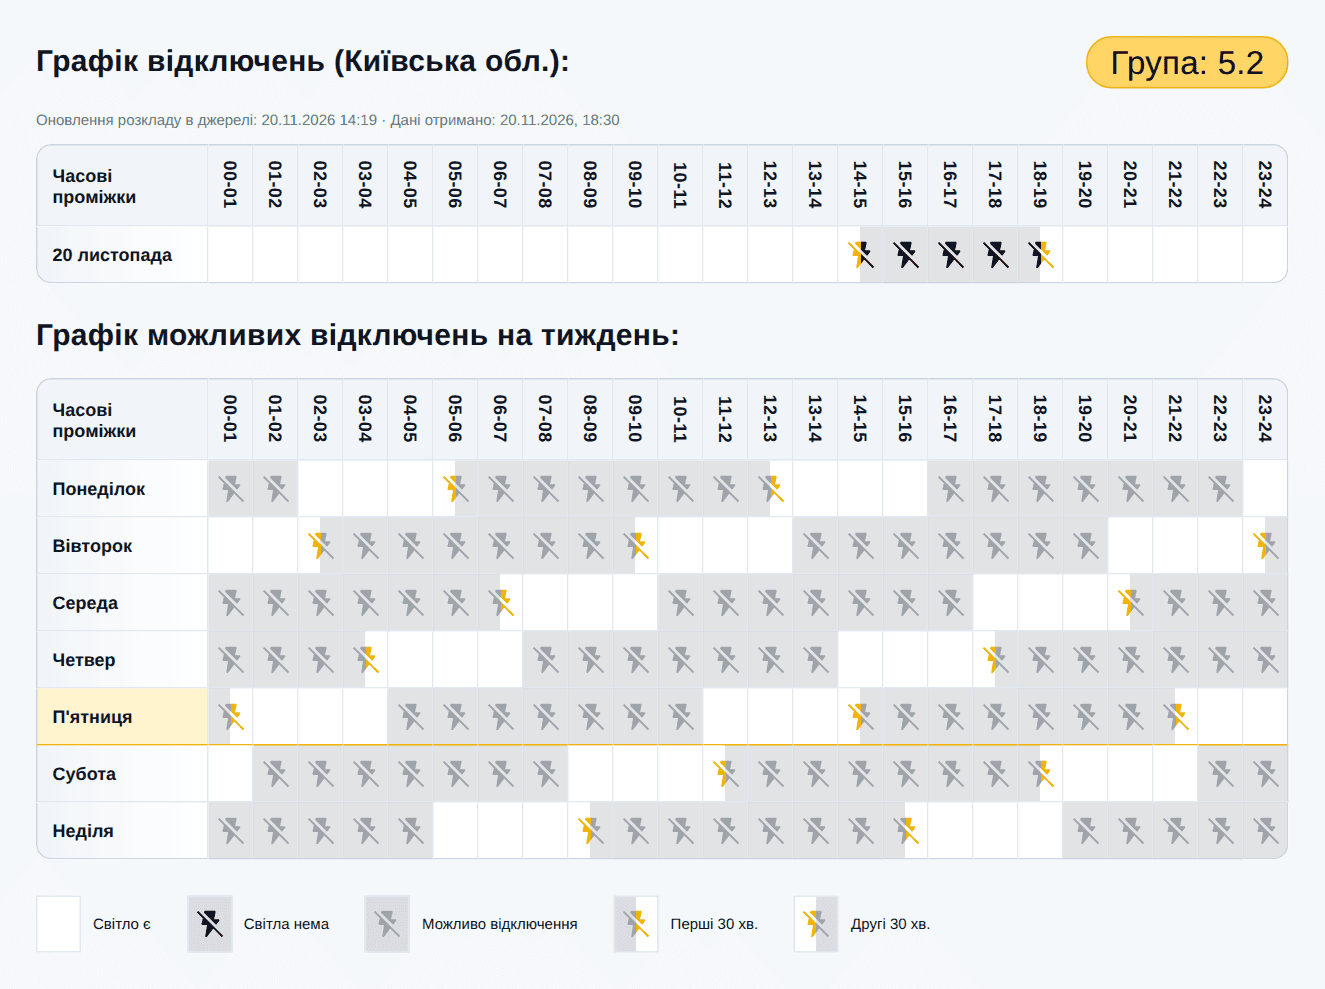 Графік відключень (Київська обл.):
Група: 5.2
Оновлення розкладу в джерелі: 20.11.2026 14:19 · Дані отримано: 20.11.2026, 18:30
Часові
проміжки
00-01 01-02 02-03 03-04 04-05 05-06 06-07 07-08 08-09 09-10 10-11 11-12 12-13 13-14 14-15 15-16 16-17 17-18 18-19 19-20 20-21 21-22 22-23 23-24
20 листопада
Графік можливих відключень на тиждень:
Часові
проміжки
00-01 01-02 02-03 03-04 04-05 05-06 06-07 07-08 08-09 09-10 10-11 11-12 12-13 13-14 14-15 15-16 16-17 17-18 18-19 19-20 20-21 21-22 22-23 23-24
Понеділок
Вівторок
Середа
Четвер
П'ятниця
Субота
Неділя
Світло є
Світла нема
Можливо відключення
Перші 30 хв.
Другі 30 хв.